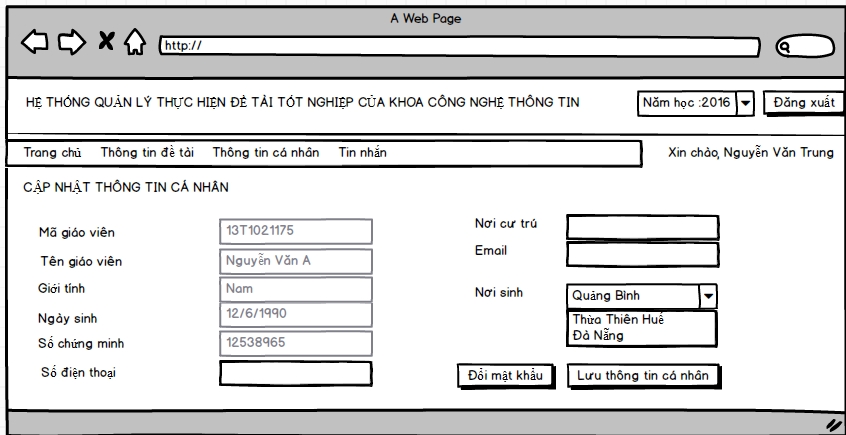 A Web Page
http://
HỆ THỐNG QUẢN LÝ THỰC HIỆN ĐỀ TẢI TÓT NGHIỆP CỦA KHOA CÔNG NGHỆ THÔNG TIN
Năm học :2016
Đăng xuất
Trang chủ Thông tin đề tài Thông tin cá nhân Tin nhắn
Xin chào, Nguyễn Văn Trung
CẬP NHẬT THÔNG TIN CÁ NHÂN
Mã giáo viên 13T1021175
Tên giáo viên Nguyễn Văn A
Giới tính Nam
Ngày sinh 12/6/1990
Số chứng minh 12538965
Số điện thoại
Nơi cư trú
Email
Nơi sinh Quảng Bình
Thừa Thiên Huế
Đà Nẵng
Đổi mật khẩu Lưu thông tin cá nhân